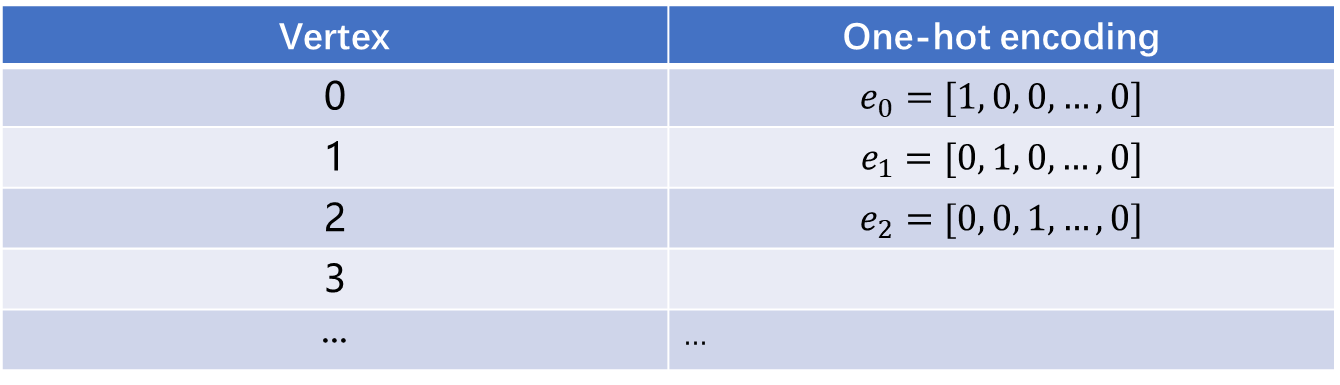 Vertex One-hot encoding
0 e₀ = [1, 0, 0, ..., 0]
1 e₁ = [0, 1, 0, ..., 0]
2 e₂ = [0, 0, 1, ..., 0]
3
... ...